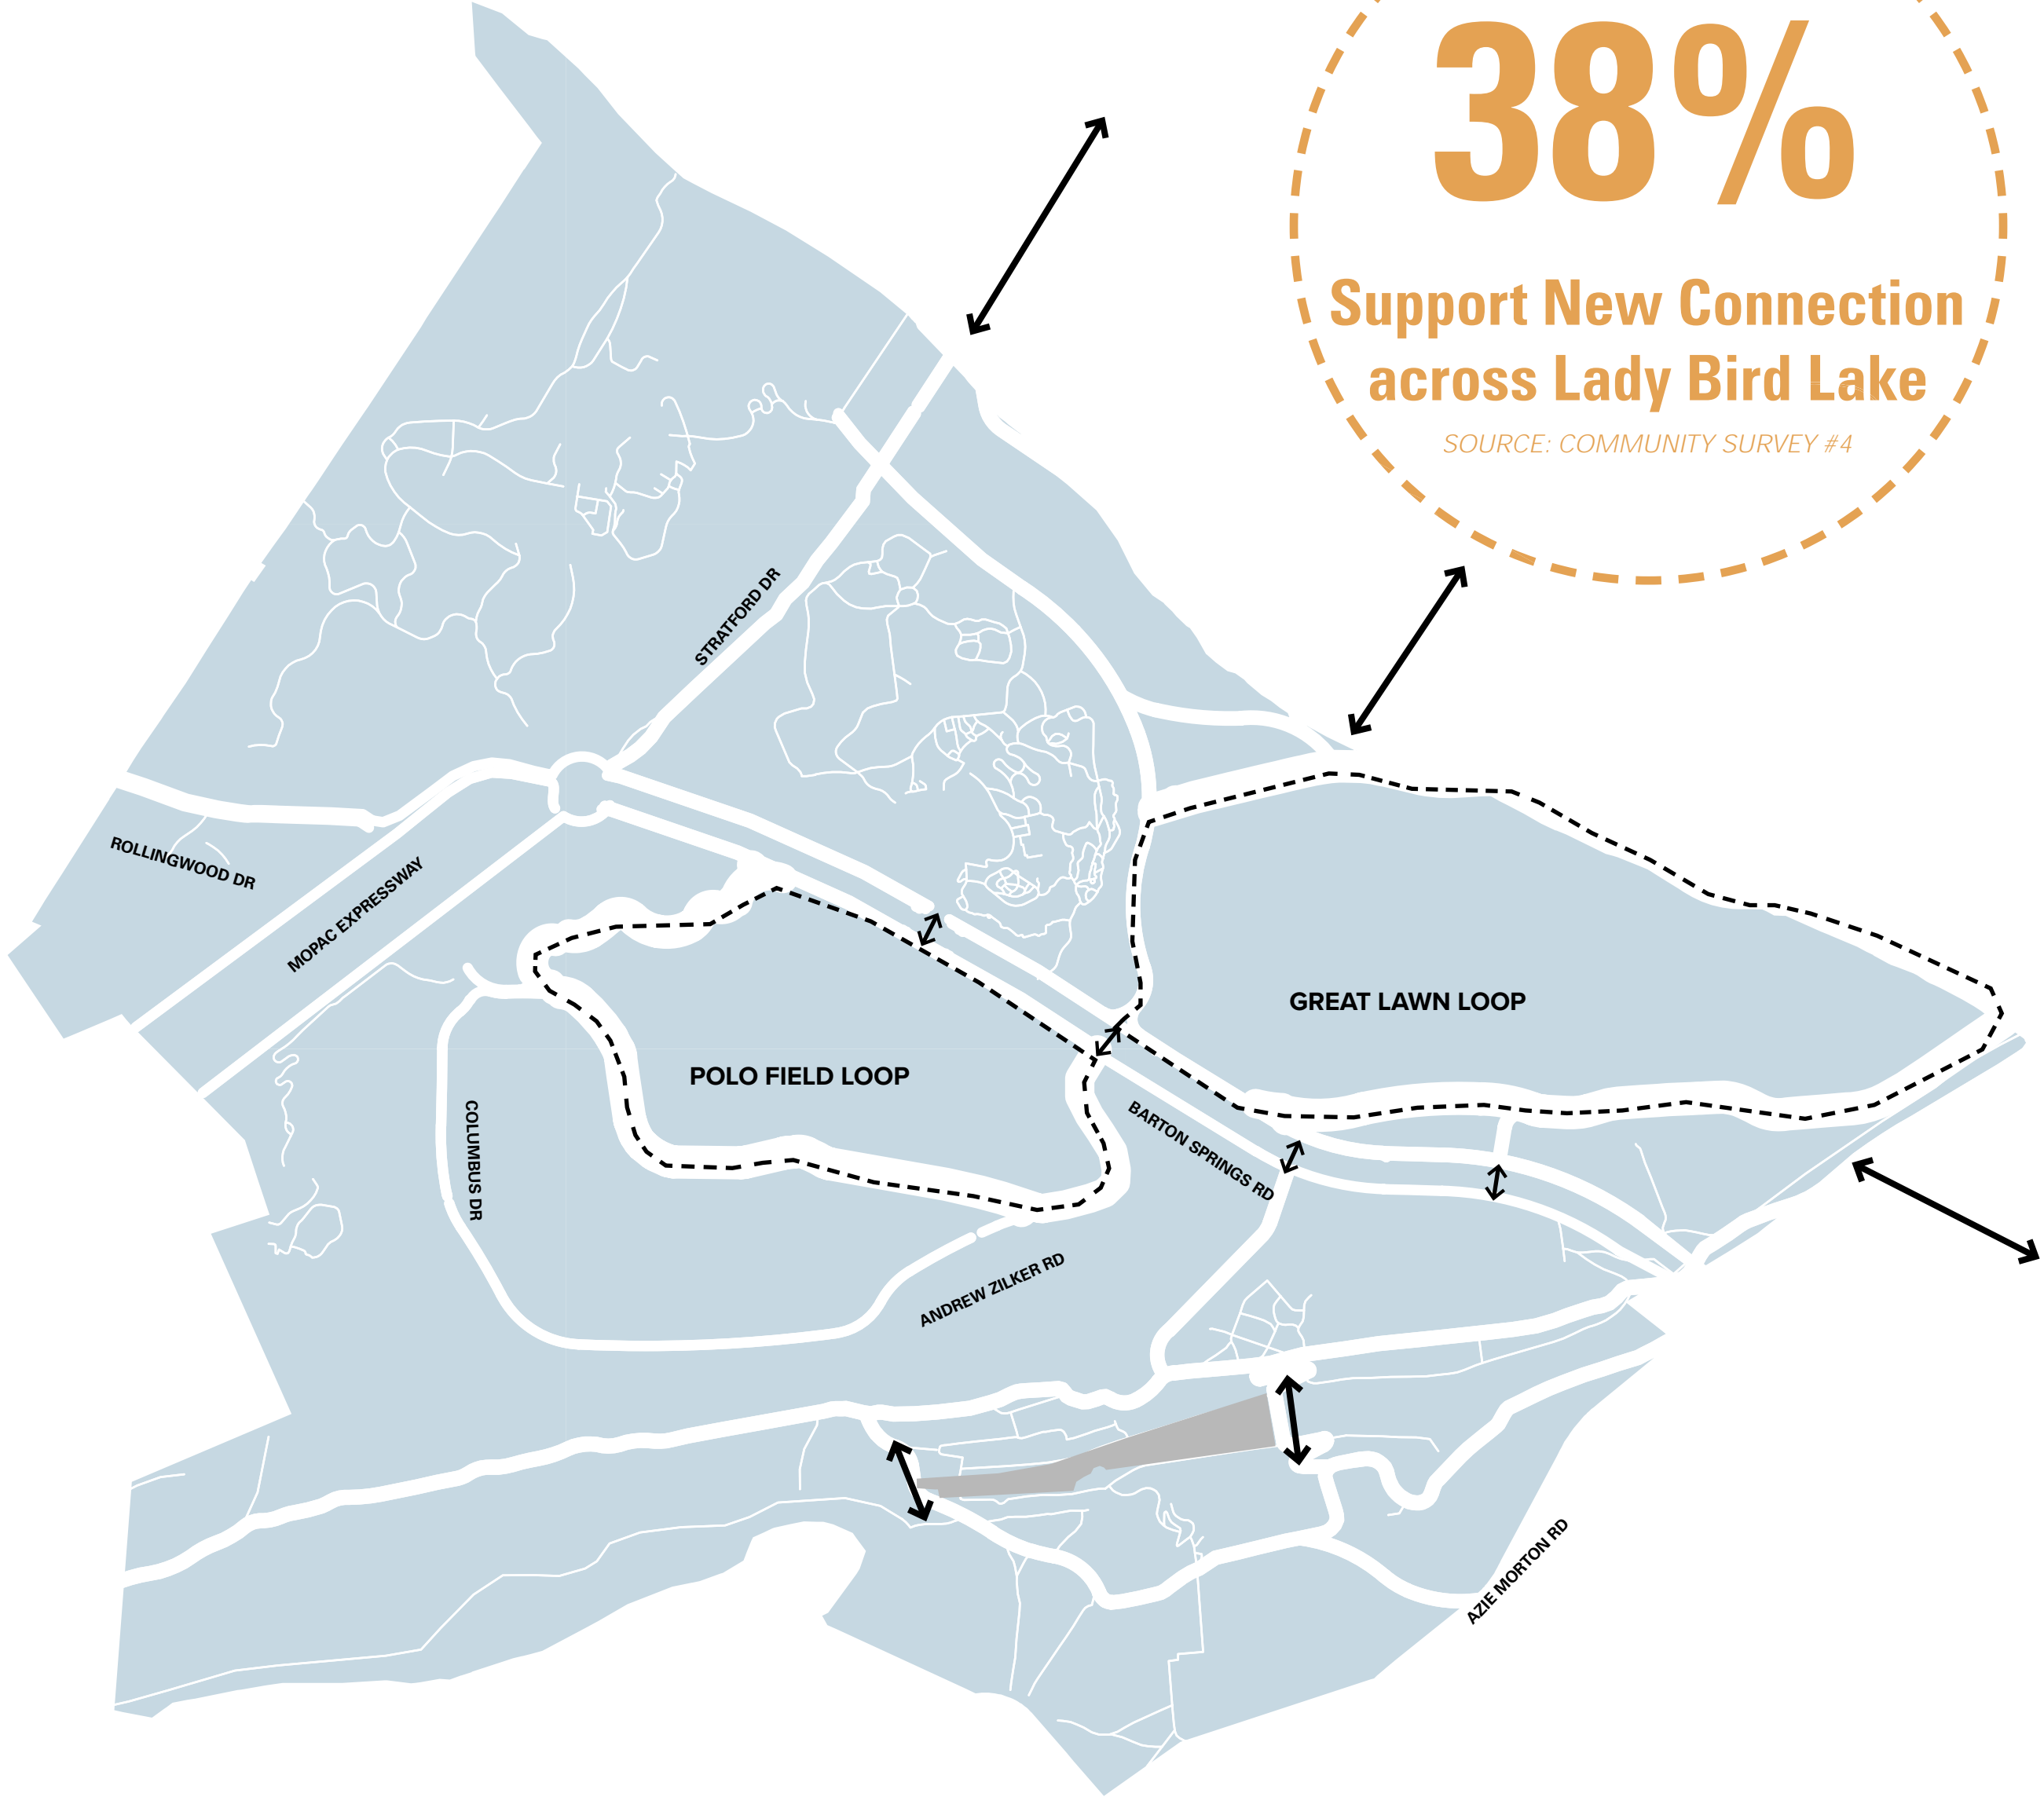 38%
Support New Connection
across Lady Bird Lake
SOURCE: COMMUNITY SURVEY #4
STRATFORD DR
ROLLINGWOOD DR
MOPAC EXPRESSWAY
GREAT LAWN LOOP
POLO FIELD LOOP
COLUMBUS DR
BARTON SPRINGS RD
ANDREW ZILKER RD
AZIE MORTON RD